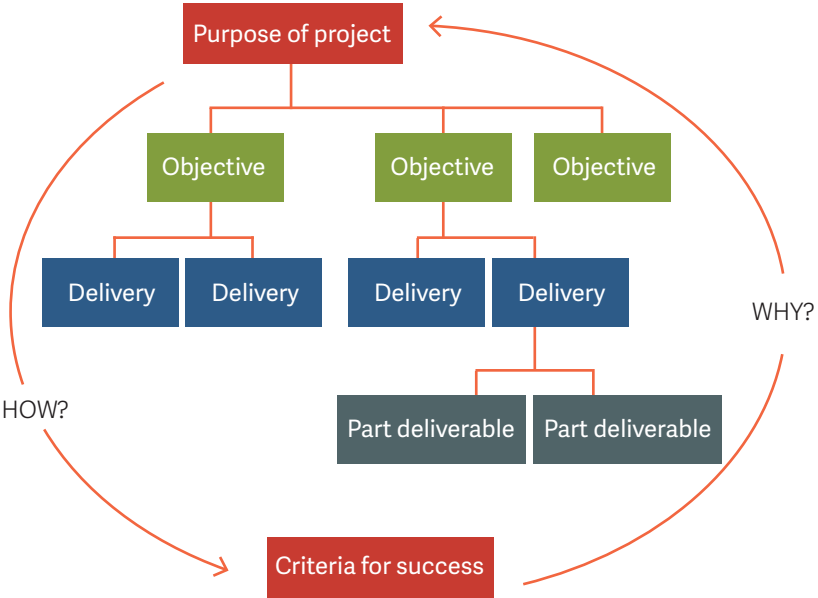 Purpose of project
Objective
Objective
Objective
Delivery
Delivery
Delivery
Delivery
WHY?
HOW?
Part deliverable
Part deliverable
Criteria for success